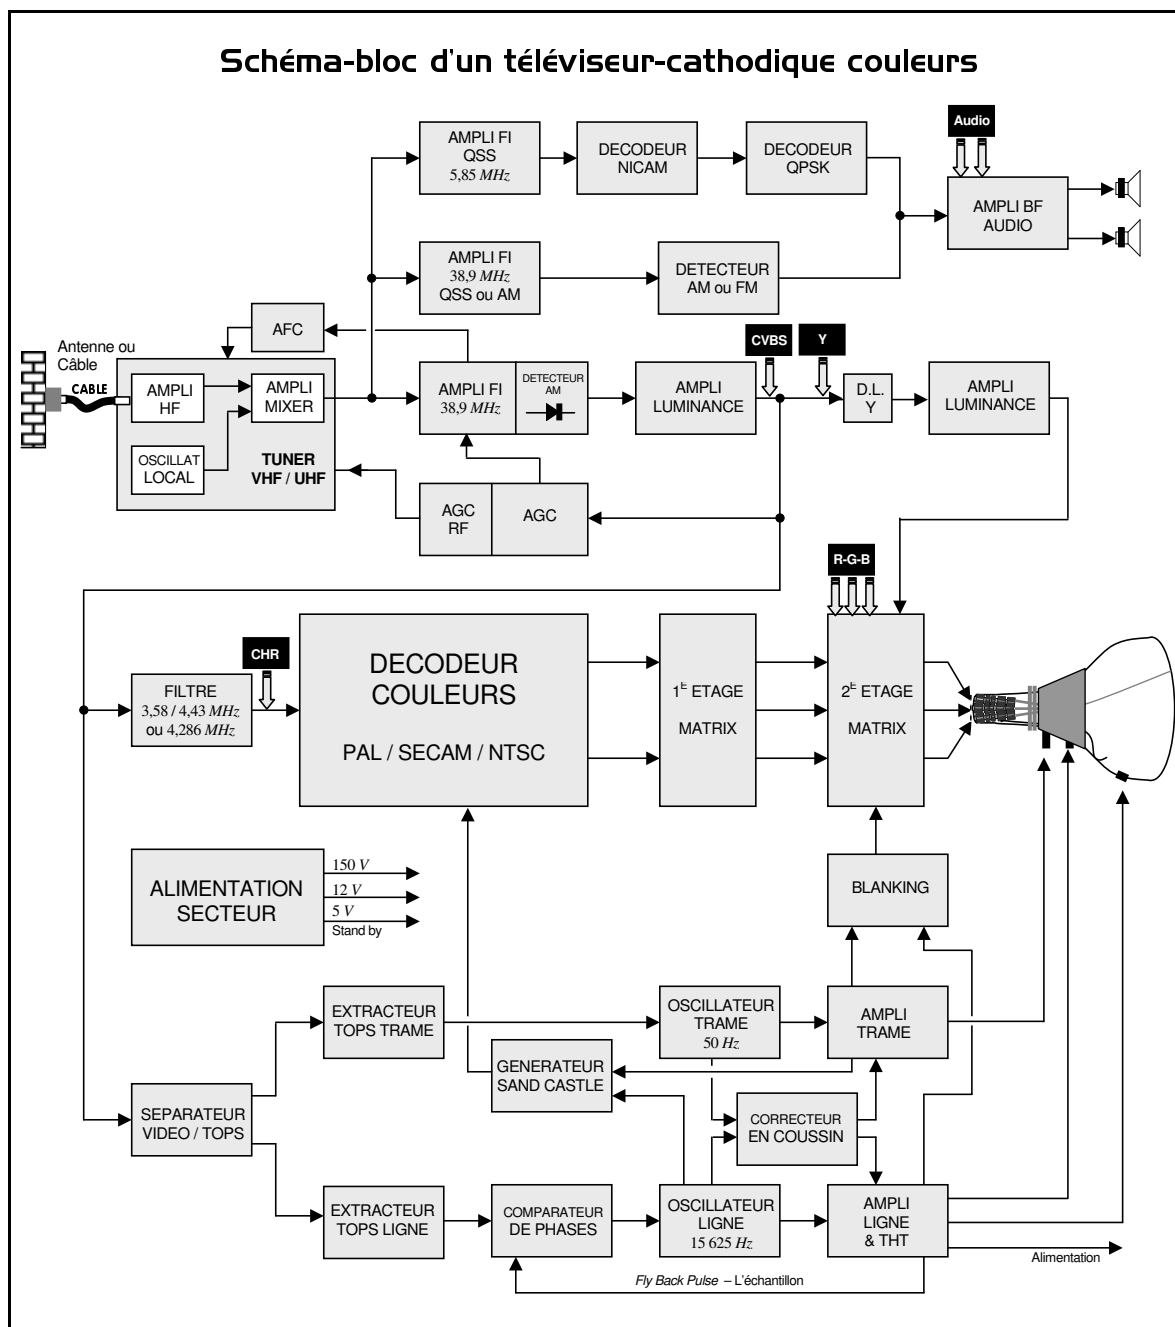 Schéma-bloc d'un téléviseur-cathodique couleurs
Audio
AMPLI FI
QSS
5,85 MHz
DECODEUR
NICAM
DECODEUR
QPSK
AMPLI BF
AUDIO
AMPLI FI
38,9 MHz
QSS ou AM
DETECTEUR
AM ou FM
AFC
Antenne ou
Câble
CABLE
AMPLI
HF
AMPLI
MIXER
OSCILLAT
LOCAL
TUNER
VHF / UHF
AMPLI FI
38,9 MHz
DETECTEUR
AM
AMPLI
LUMINANCE
CVBS
Y
D.L.
Y
AMPLI
LUMINANCE
AGC
RF
AGC
R-G-B
CHR
FILTRE
3,58 / 4,43 MHz
ou 4,286 MHz
DECODEUR
COULEURS
PAL / SECAM / NTSC
1E ETAGE
MATRIX
2E ETAGE
MATRIX
ALIMENTATION
SECTEUR
150 V
12 V
5 V
Stand by
BLANKING
EXTRACTEUR
TOPS TRAME
OSCILLATEUR
TRAME
50 Hz
AMPLI
TRAME
GENERATEUR
SAND CASTLE
SEPARATEUR
VIDEO / TOPS
CORRECTEUR
EN COUSSIN
EXTRACTEUR
TOPS LIGNE
COMPARATEUR
DE PHASES
OSCILLATEUR
LIGNE
15 625 Hz
AMPLI
LIGNE
& THT
Alimentation
Fly Back Pulse – L'échantillon